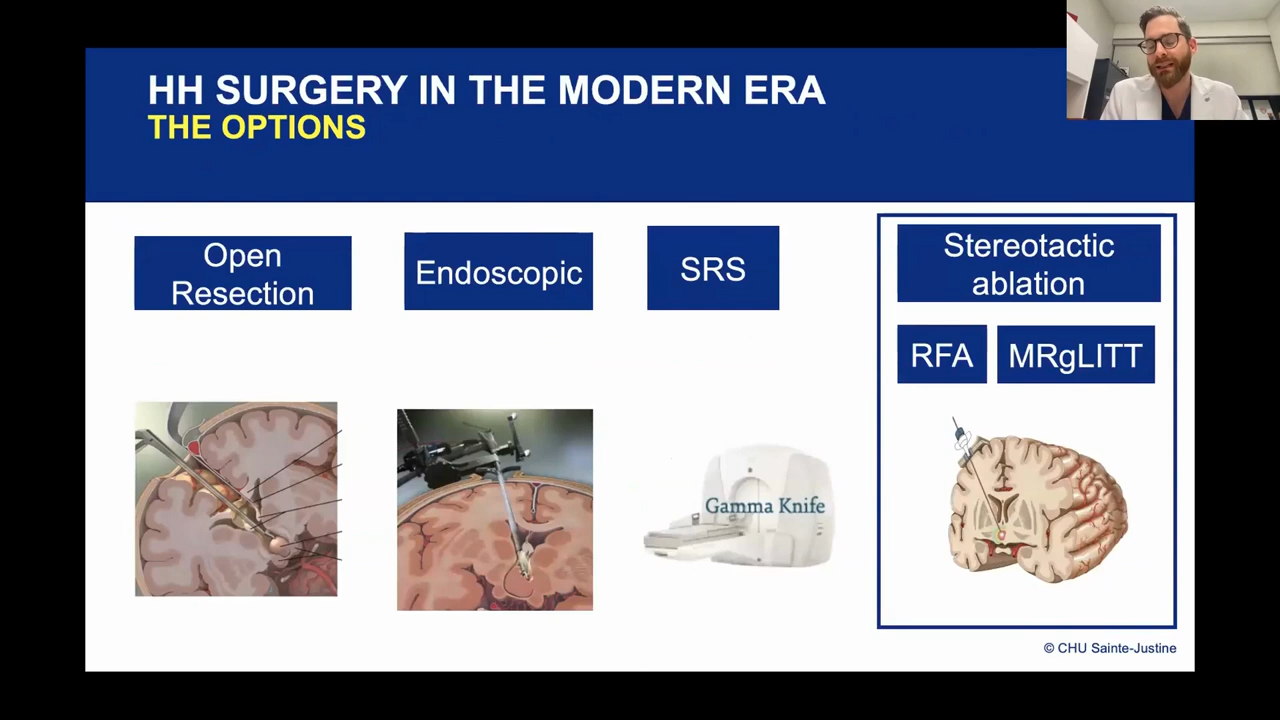 HH SURGERY IN THE MODERN ERA
THE OPTIONS
Open
Resection
Endoscopic
SRS
Stereotactic
ablation
RFA
MRgLITT
Gamma Knife
© CHU Sainte-Justine